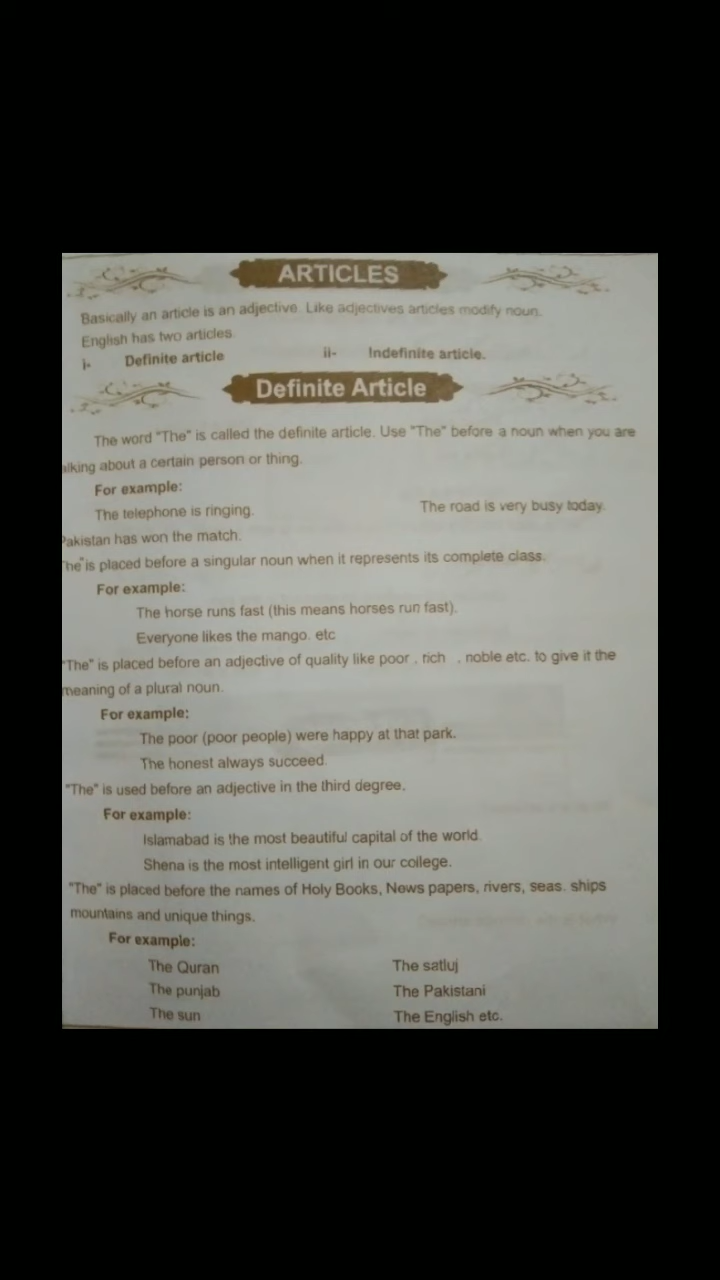 ARTICLES
Basically an article is an adjective. Like adjectives articles modify noun.
English has two articles.
i- Definite article ii- Indefinite article.
Definite Article
The word "The" is called the definite article. Use "The" before a noun when you are
alking about a certain person or thing.
For example:
The telephone is ringing. The road is very busy today.
Pakistan has won the match.
The" is placed before a singular noun when it represents its complete class.
For example:
The horse runs fast (this means horses run fast).
Everyone likes the mango. etc
"The" is placed before an adjective of quality like poor , rich , noble etc. to give it the
meaning of a plural noun.
For example:
The poor (poor people) were happy at that park.
The honest always succeed.
"The" is used before an adjective in the third degree.
For example:
Islamabad is the most beautiful capital of the world.
Shena is the most intelligent girl in our college.
"The" is placed before the names of Holy Books, News papers, rivers, seas. ships
mountains and unique things.
For example:
The Quran The satluj
The punjab The Pakistani
The sun The English etc.